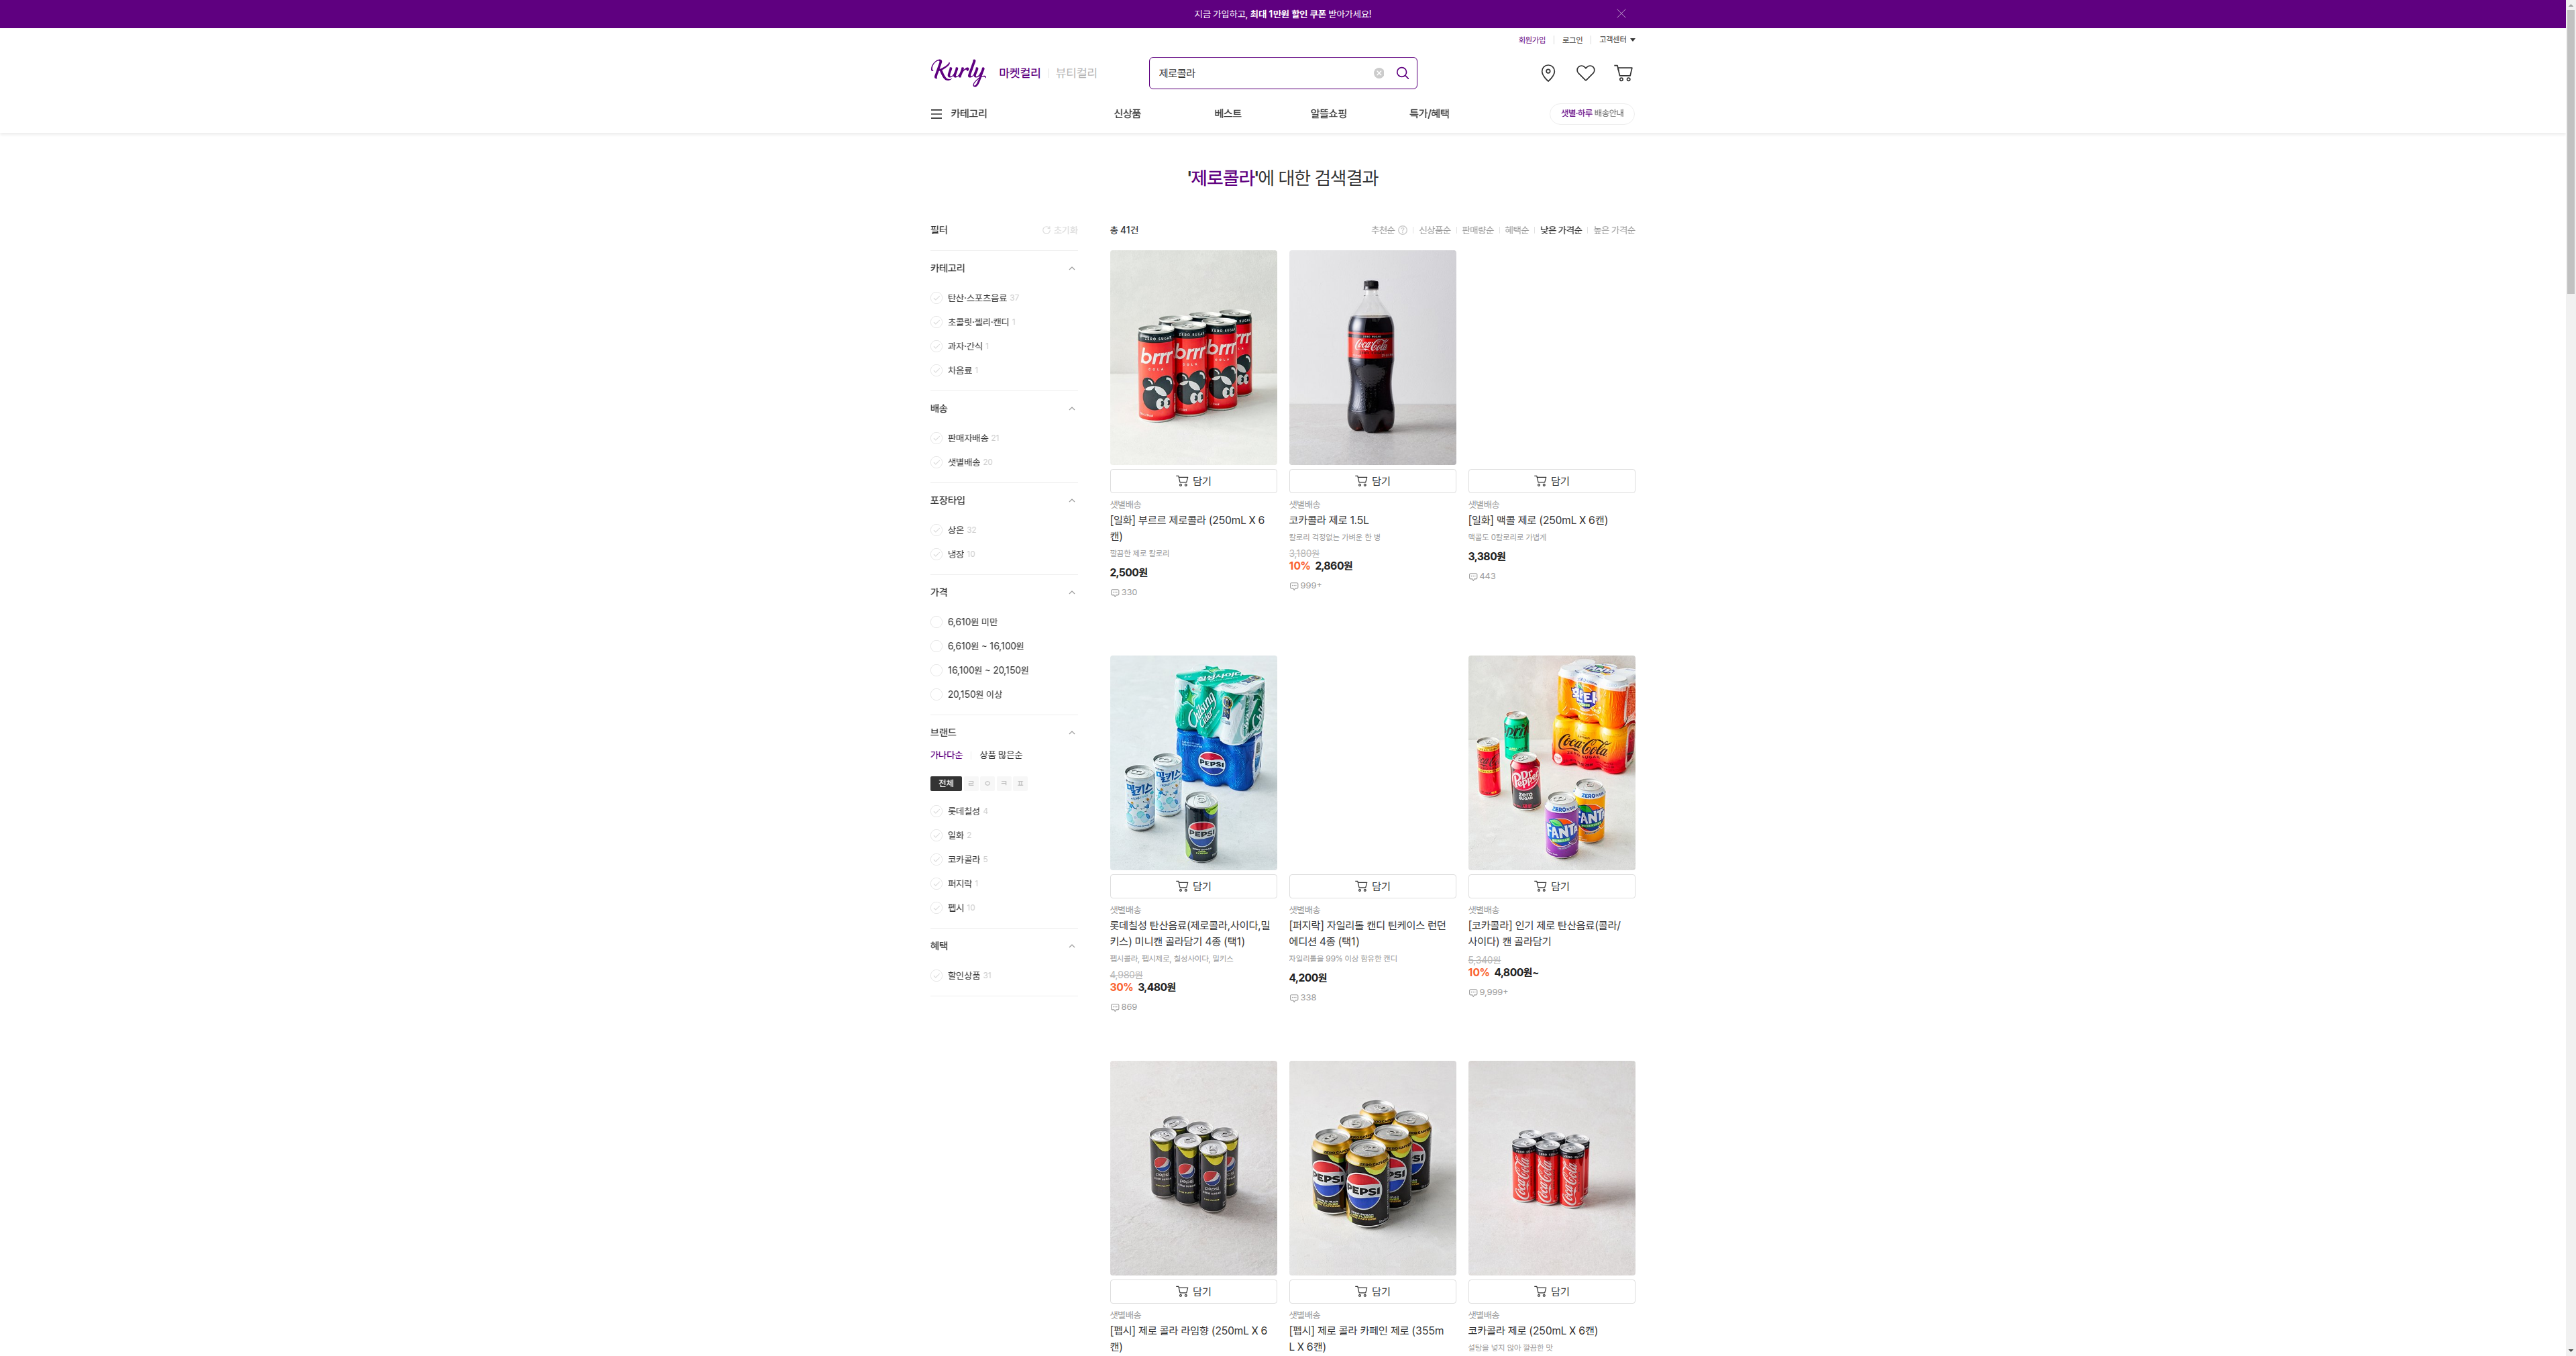 지금 가입하고, 최대 1만원 할인 쿠폰 받아가세요!
회원가입
로그인
고객센터
Kurly
마켓컬리
뷰티컬리
제로콜라
카테고리
신상품
베스트
알뜰쇼핑
특가/혜택
샛별·하루 배송안내
'제로콜라'에 대한 검색결과
필터
초기화
카테고리
탄산·스포츠음료 37
초콜릿·젤리·캔디 1
과자·간식 1
차음료 1
배송
판매자배송 21
샛별배송 20
포장타입
상온 32
냉장 10
가격
6,610원 미만
6,610원 ~ 16,100원
16,100원 ~ 20,150원
20,150원 이상
브랜드
가나다순
상품 많은순
전체 ㄹ ㅇ ㅋ ㅍ
롯데칠성 4
일화 2
코카콜라 5
퍼지락 1
펩시 10
혜택
할인상품 31
총 41건
추천순
신상품순
판매량순
혜택순
낮은 가격순
높은 가격순
담기
샛별배송
[일화] 부르르 제로콜라 (250mL X 6
캔)
깔끔한 제로 칼로리
2,500원
330
담기
샛별배송
코카콜라 제로 1.5L
칼로리 걱정없는 가벼운 한 병
3,180원
10% 2,860원
999+
담기
샛별배송
[일화] 맥콜 제로 (250mL X 6캔)
맥콜도 0칼로리로 가볍게
3,380원
443
담기
샛별배송
롯데칠성 탄산음료(제로콜라,사이다,밀
키스) 미니캔 골라담기 4종 (택1)
펩시콜라, 펩시제로, 칠성사이다, 밀키스
4,980원
30% 3,480원
869
담기
샛별배송
[퍼지락] 자일리톨 캔디 틴케이스 런던
에디션 4종 (택1)
자일리톨을 99% 이상 함유한 캔디
4,200원
338
담기
샛별배송
[코카콜라] 인기 제로 탄산음료(콜라/
사이다) 캔 골라담기
5,340원
10% 4,800원~
9,999+
담기
샛별배송
[펩시] 제로 콜라 라임향 (250mL X 6
캔)
담기
샛별배송
[펩시] 제로 콜라 카페인 제로 (355m
L X 6캔)
담기
샛별배송
코카콜라 제로 (250mL X 6캔)
설탕을 넣지 않아 깔끔한 맛